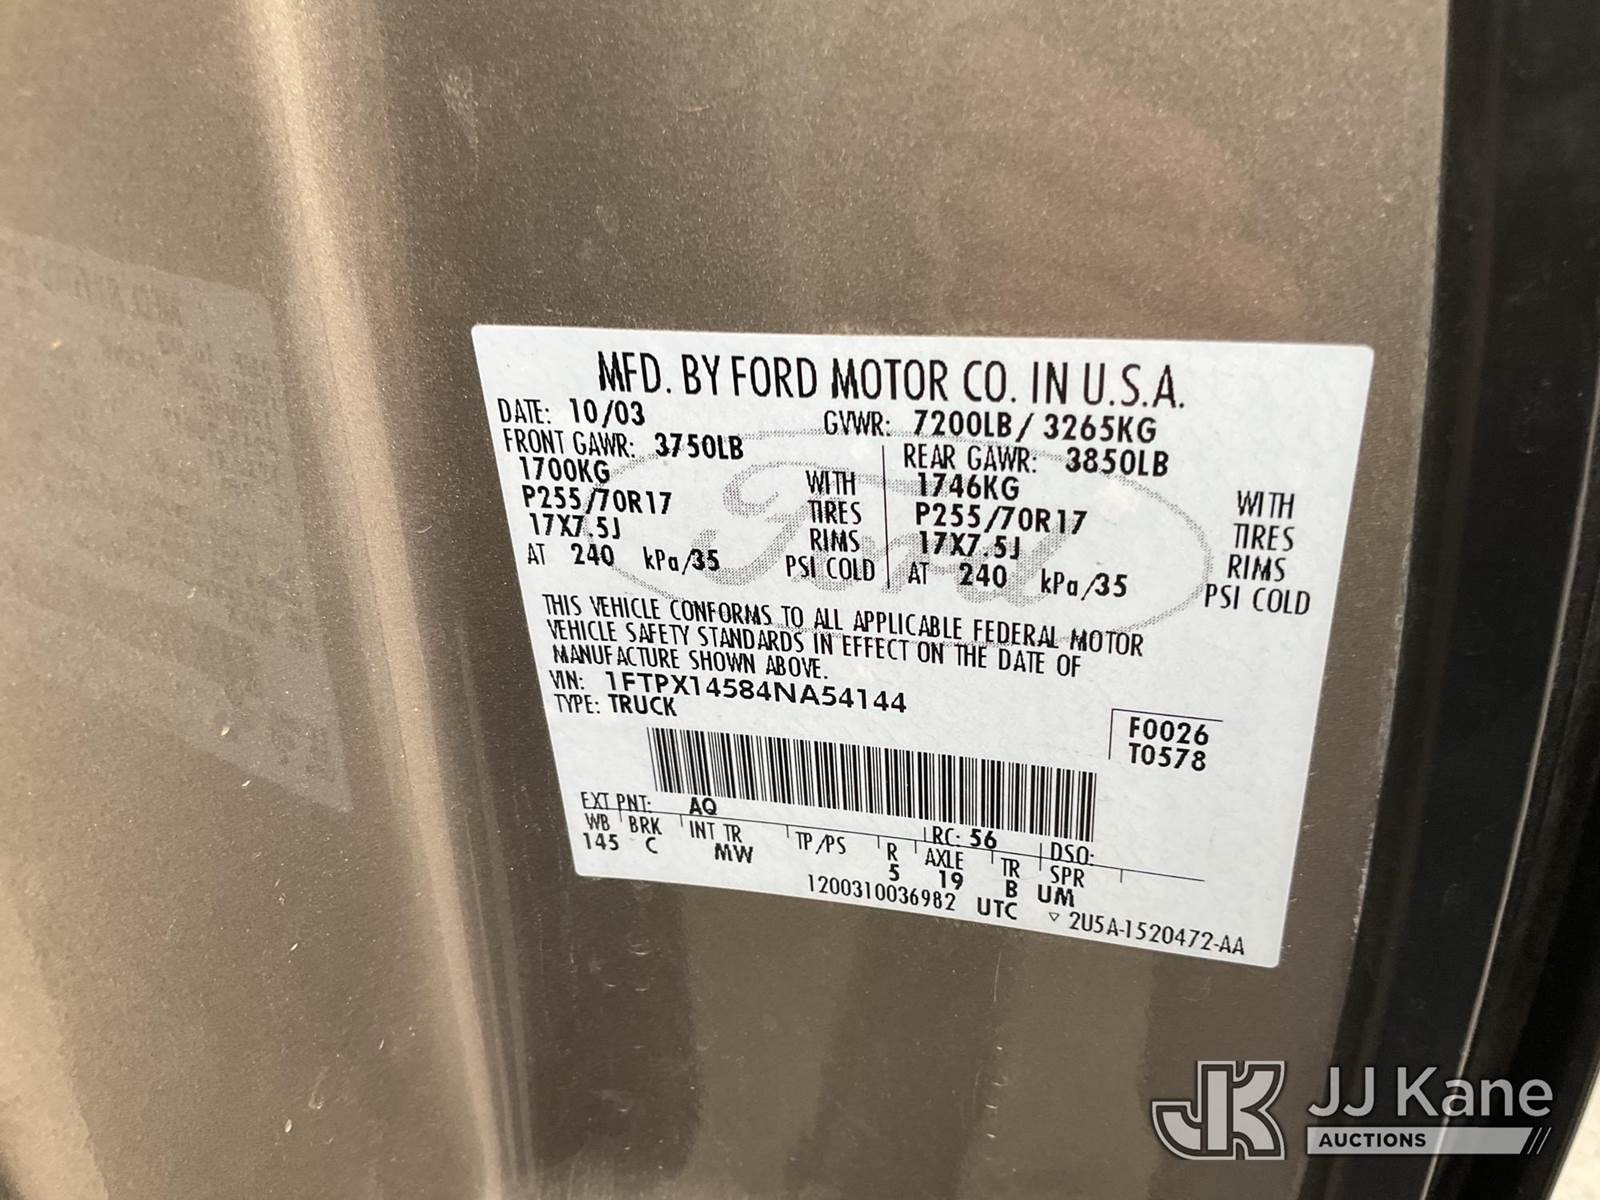 MFD. BY FORD MOTOR CO. IN U.S.A.
DATE: 10/03 GVWR: 7200LB/ 3265KG
FRONT GAWR: 3750LB REAR GAWR: 3850LB
1700KG WITH 1746KG WITH
P255/70R17 TIRES P255/70R17 TIRES
17X7.5J RIMS 17X7.5J RIMS
AT 240 kPa/35 PSI COLD AT 240 kPa/35 PSI COLD
Ford
THIS VEHICLE CONFORMS TO ALL APPLICABLE FEDERAL MOTOR
VEHICLE SAFETY STANDARDS IN EFFECT ON THE DATE OF
MANUFACTURE SHOWN ABOVE.
VIN: 1FTPX14584NA54144
TYPE: TRUCK
F0026
T0578
EXT PNT: AQ RC: 56 DSO:
WB BRK INT TR TP/PS R AXLE TR SPR
145 C MW 5 19 B UM
1200310036982 UTC ▽ 2U5A-1520472-AA
JK JJ Kane
AUCTIONS